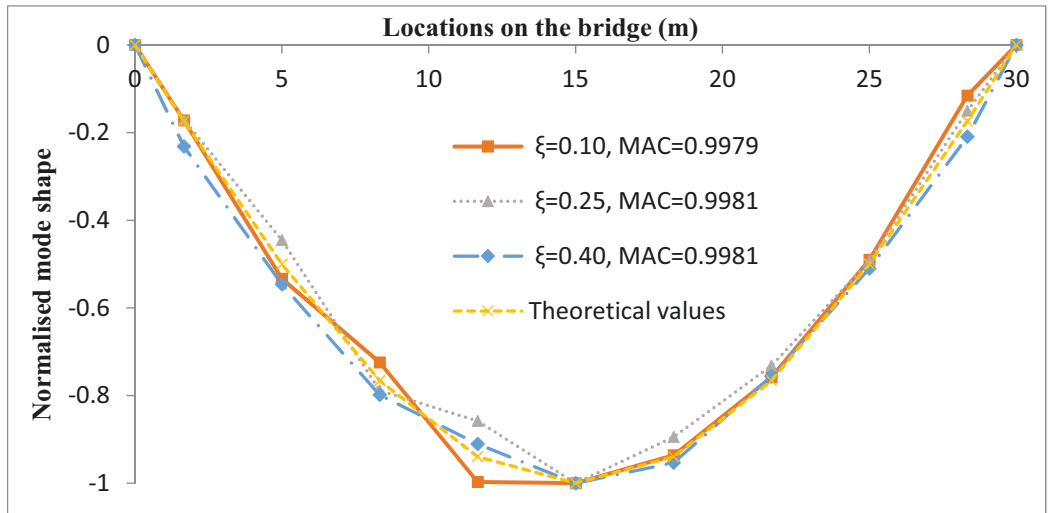 Locations on the bridge (m)
0
0 5 10 15 20 25 30
-0.2
-0.4
-0.6
-0.8
-1
Normalised mode shape
ξ=0.10, MAC=0.9979
ξ=0.25, MAC=0.9981
ξ=0.40, MAC=0.9981
Theoretical values